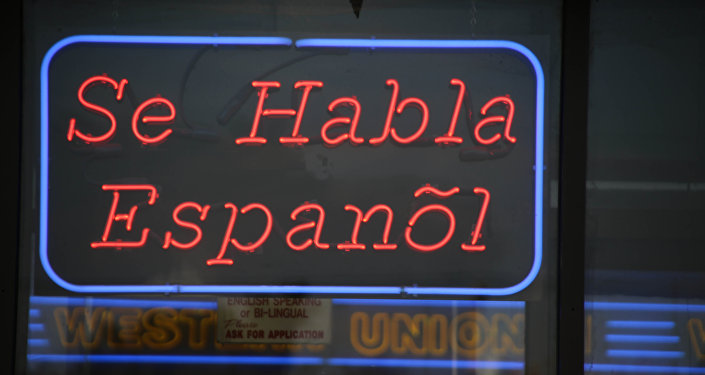 Se Habla
Espanõl
ENGLISH SPEAKING
or BI-LINGUAL
Please
ASK FOR APPLICATION
WEST UNION